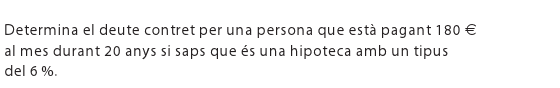 Determina el deute contret per una persona que està pagant 180 €
al mes durant 20 anys si saps que és una hipoteca amb un tipus
del 6 %.